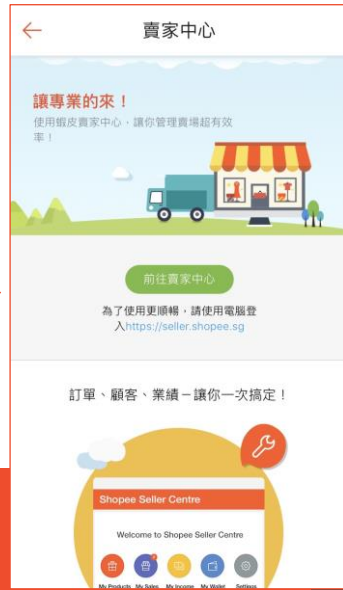 賣家中心
讓專業的來！
使用蝦皮賣家中心，讓你管理賣場超有效
率！
前往賣家中心
為了使用更順暢，請使用電腦登
入https://seller.shopee.sg
訂單、顧客、業績－讓你一次搞定！
Shopee Seller Centre
Welcome to Shopee Seller Centre
My Products My Sales My Income My Wallet Settings